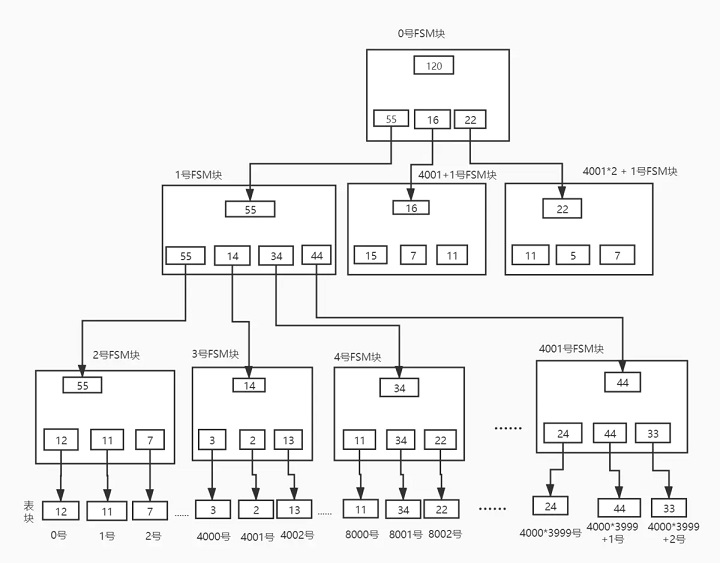 0号FSM块
120
55 16 22
1号FSM块 4001+1号FSM块 4001*2 + 1号FSM块
55 16 22
55 14 34 44 15 7 11 11 5 7
2号FSM块 3号FSM块 4号FSM块 4001号FSM块
55 14 34 44
12 11 7 3 2 13 11 34 22 …… 24 44 33
表块 12 11 7 …… 3 2 13 …… 11 34 22 …… 24 44 33
0号 1号 2号 4000号 4001号 4002号 8000号 8001号 8002号 4000*3999号 4000*3999 4000*3999
+1号 +2号